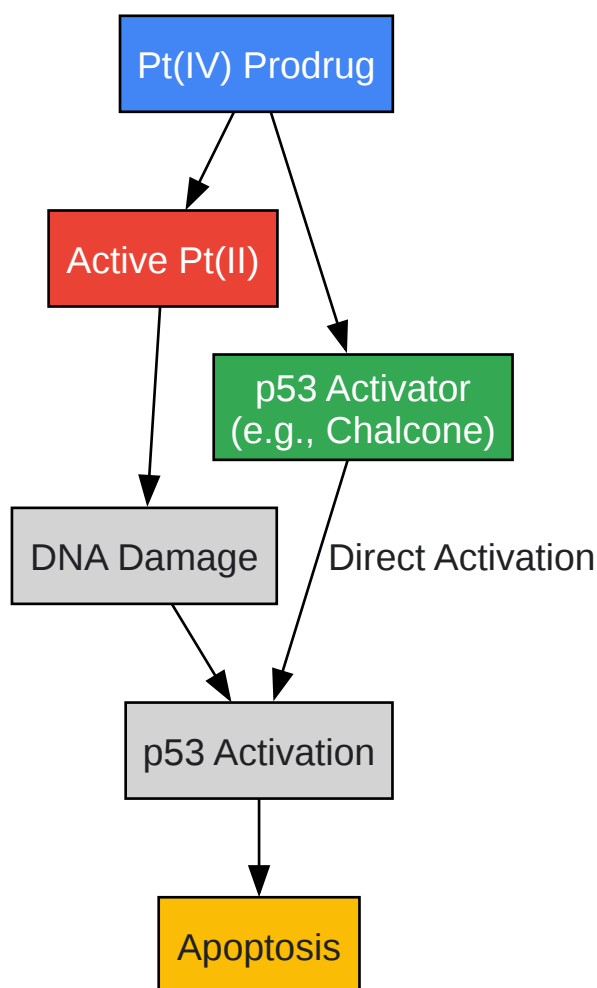 Pt(IV) Prodrug
Active Pt(II)
p53 Activator
(e.g., Chalcone)
DNA Damage
Direct Activation
p53 Activation
Apoptosis